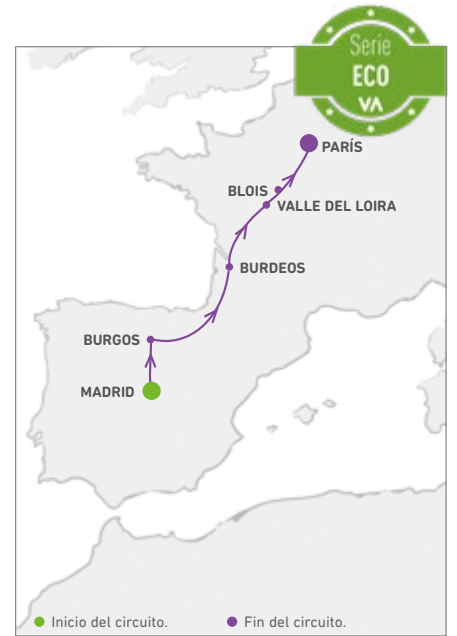 Serie
ECO
VA
PARÍS
BLOIS
VALLE DEL LOIRA
BURDEOS
BURGOS
MADRID
Inicio del circuito.
Fin del circuito.